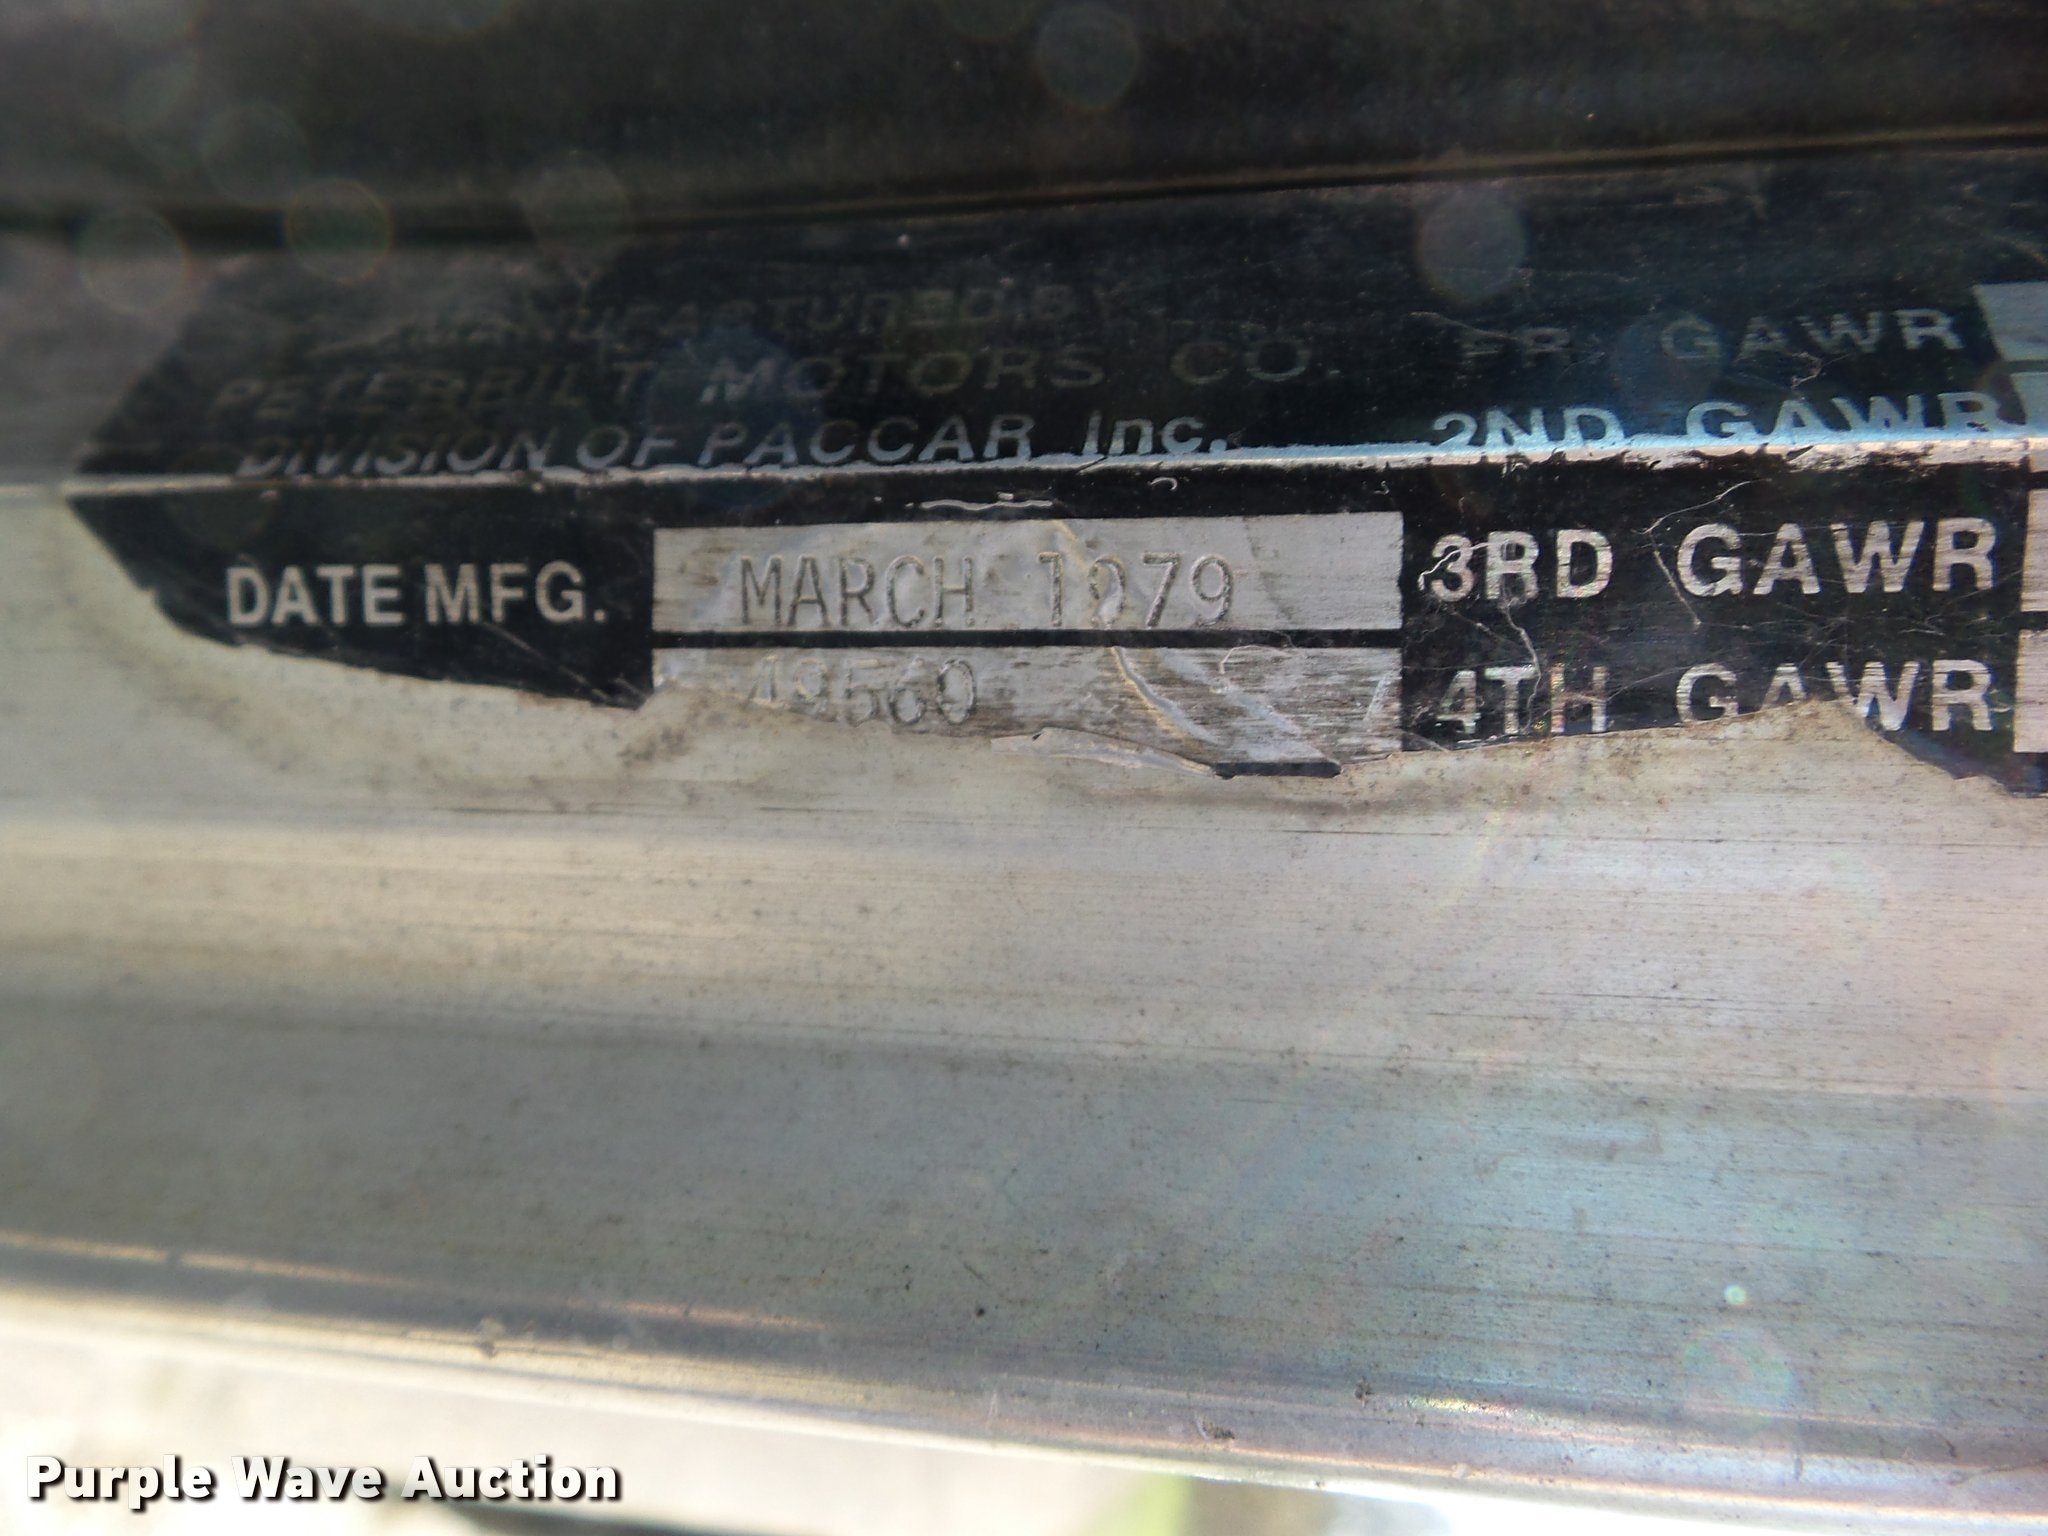 MANUFACTURED BY
PETERBILT MOTORS CO.
DIVISION OF PACCAR Inc.
FR. GAWR
2ND GAWR
DATE MFG. MARCH 1979
3RD GAWR
49560
4TH GAWR
Purple Wave Auction